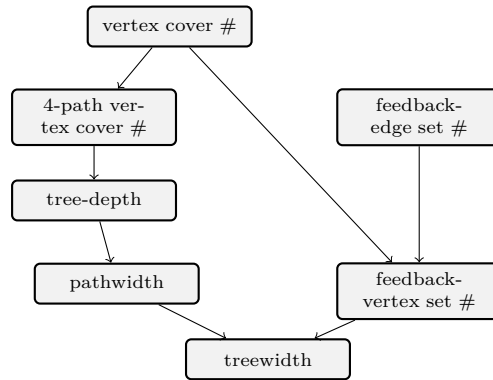 vertex cover #
4-path ver-
tex cover #
feedback-
edge set #
tree-depth
pathwidth
feedback-
vertex set #
treewidth